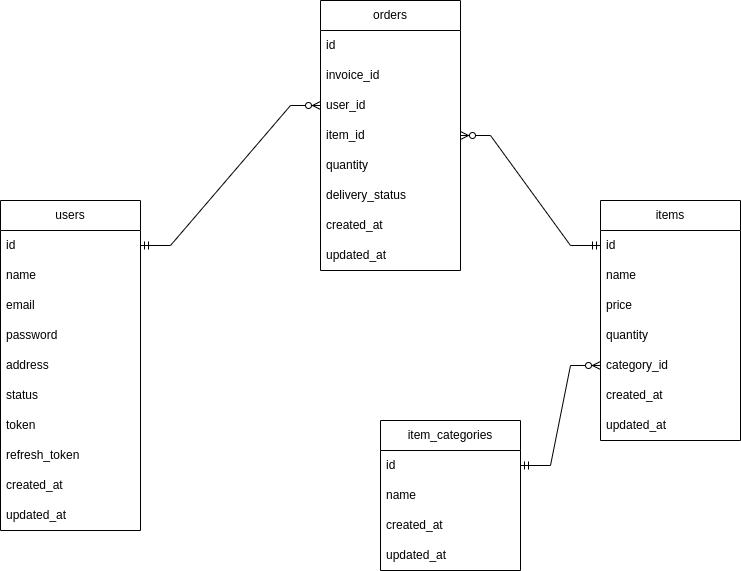 orders
id
invoice_id
user_id
item_id
quantity
delivery_status
created_at
updated_at
users
id
name
email
password
address
status
token
refresh_token
created_at
updated_at
items
id
name
price
quantity
category_id
created_at
updated_at
item_categories
id
name
created_at
updated_at